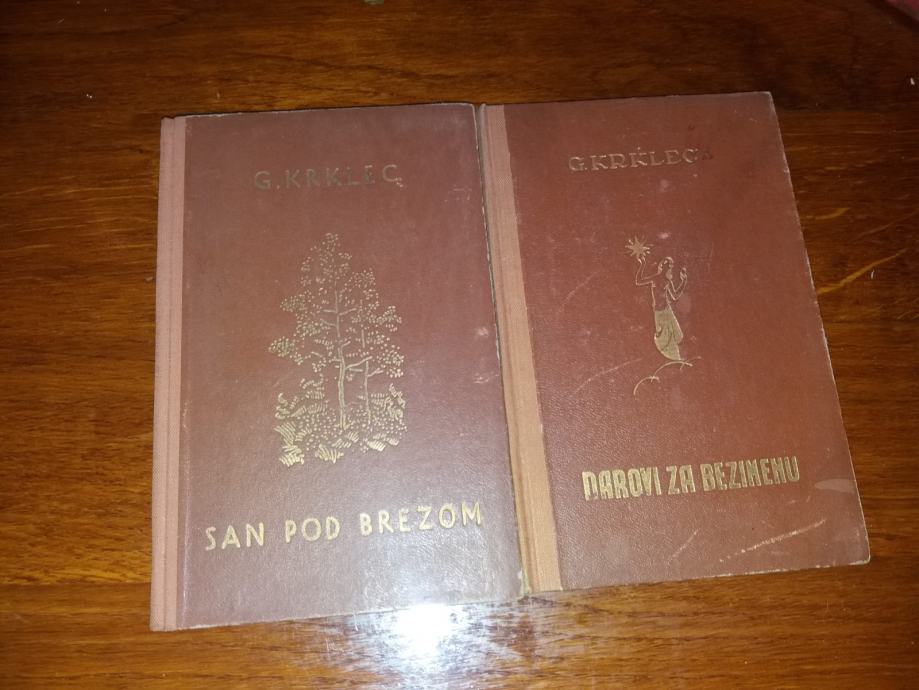 G. KRKLEC
SAN POD BREZOM
G. KRKLEC
DAROVI ZA BEZIMENU